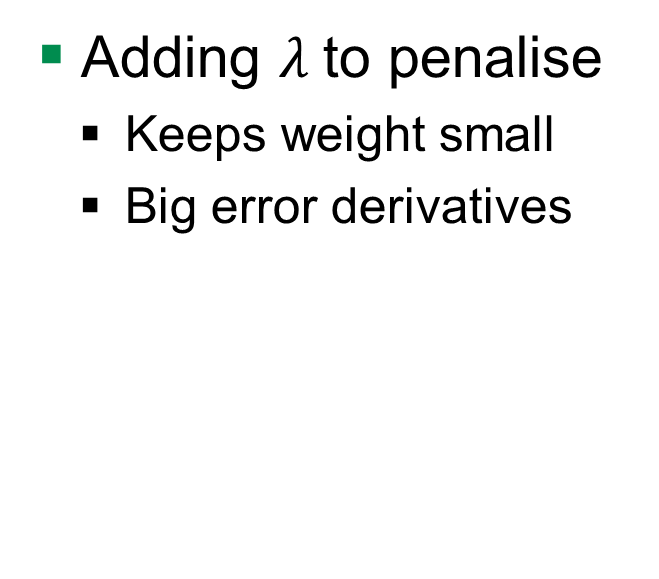 Adding λ to penalise
Keeps weight small
Big error derivatives